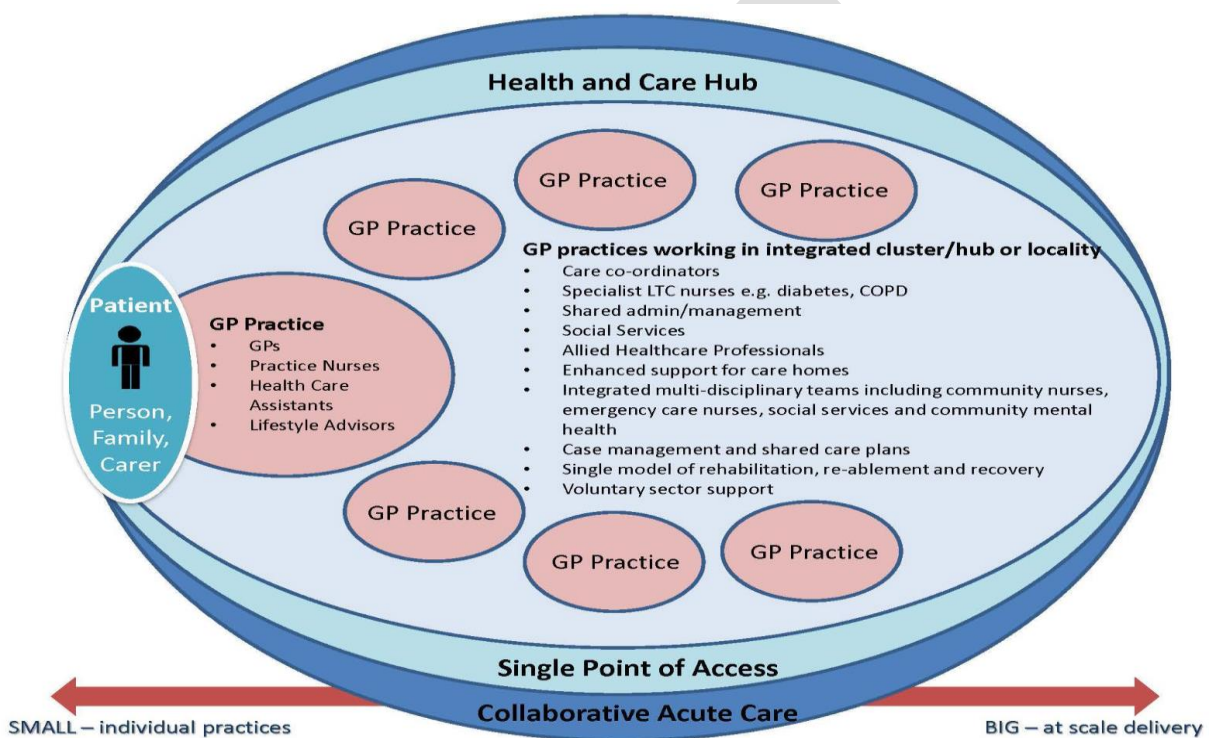 Health and Care Hub
GP Practice
GP Practice
GP Practice
GP practices working in integrated cluster/hub or locality
• Care co-ordinators
• Specialist LTC nurses e.g. diabetes, COPD
• Shared admin/management
• Social Services
• Allied Healthcare Professionals
• Enhanced support for care homes
• Integrated multi-disciplinary teams including community nurses,
emergency care nurses, social services and community mental
health
• Case management and shared care plans
• Single model of rehabilitation, re-ablement and recovery
• Voluntary sector support
Patient
Person,
Family,
Carer
GP Practice
• GPs
• Practice Nurses
• Health Care
Assistants
• Lifestyle Advisors
GP Practice
GP Practice
GP Practice
Single Point of Access
Collaborative Acute Care
SMALL – individual practices
BIG – at scale delivery